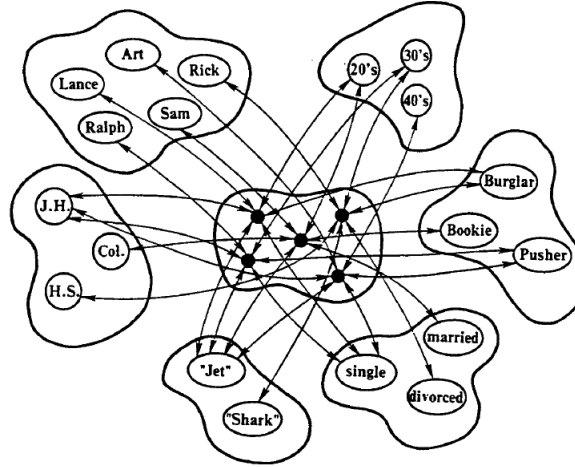 Art
Rick
Lance
Sam
Ralph
20's
30's
40's
J.H.
Col.
H.S.
Burglar
Bookie
Pusher
"Jet"
"Shark"
single
married
divorced